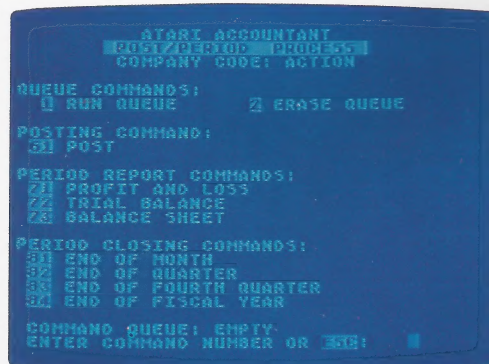 ATARI ACCOUNTANT
POST/PERIOD PROCESS
COMPANY CODE: ACTION
QUEUE COMMANDS:
1 RUN QUEUE 2 ERASE QUEUE
POSTING COMMAND:
61 POST
PERIOD REPORT COMMANDS:
71 PROFIT AND LOSS
72 TRIAL BALANCE
73 BALANCE SHEET
PERIOD CLOSING COMMANDS:
81 END OF MONTH
82 END OF QUARTER
83 END OF FOURTH QUARTER
84 END OF FISCAL YEAR
COMMAND QUEUE: EMPTY
ENTER COMMAND NUMBER OR ESC: